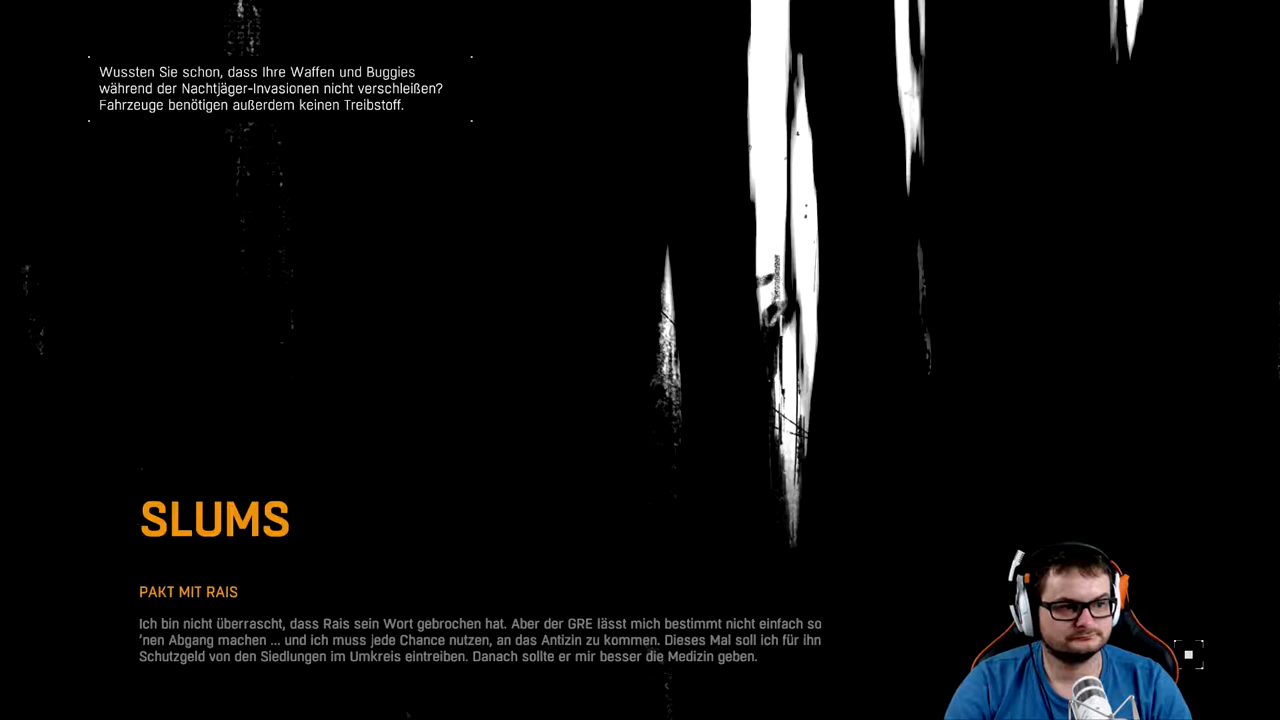 Wussten Sie schon, dass Ihre Waffen und Buggies
während der Nachtjäger-Invasionen nicht verschleißen?
Fahrzeuge benötigen außerdem keinen Treibstoff.
SLUMS
PAKT MIT RAIS
Ich bin nicht überrascht, dass Rais sein Wort gebrochen hat. Aber der GRE lässt mich bestimmt nicht einfach so
'nen Abgang machen ... und ich muss jede Chance nutzen, an das Antizin zu kommen. Dieses Mal soll ich für ihn
Schutzgeld von den Siedlungen im Umkreis eintreiben. Danach sollte er mir besser die Medizin geben.